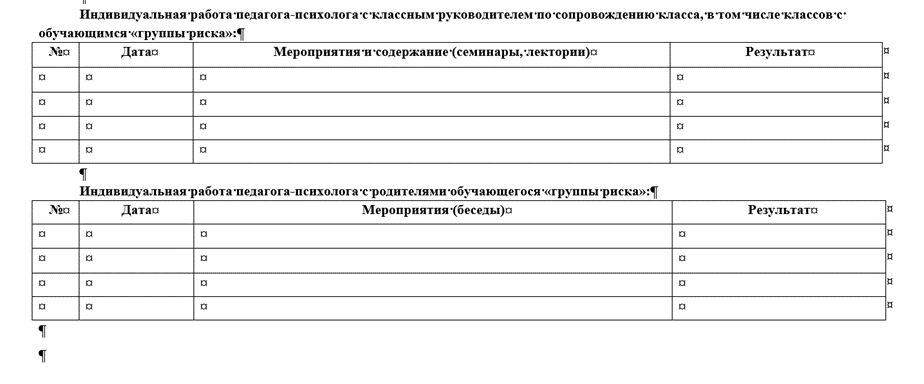 Индивидуальная работа педагога-психолога с классным руководителем по сопровождению класса, в том числе классов с
обучающимся «группы риска»:
№ Дата Мероприятия и содержание (семинары, лектории) Результат
Индивидуальная работа педагога-психолога с родителями обучающегося «группы риска»:
№ Дата Мероприятия (беседы) Результат